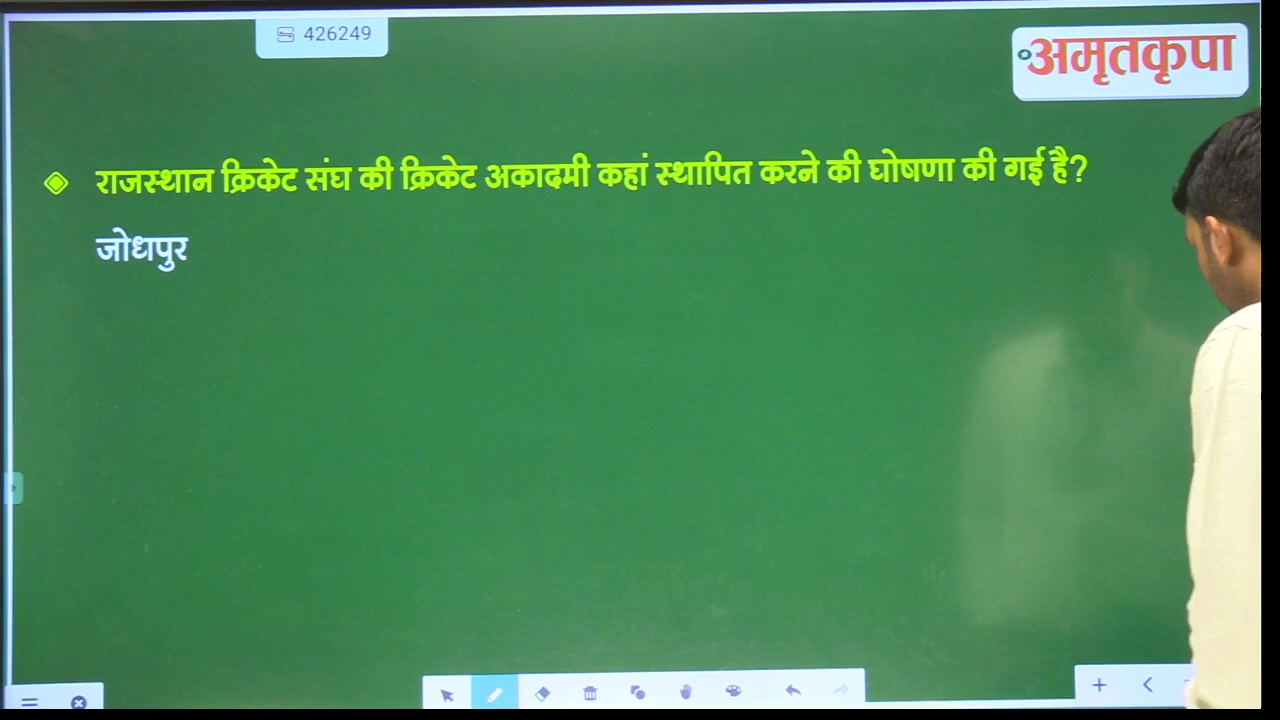 426249
अमृतकृपा
राजस्थान क्रिकेट संघ की क्रिकेट अकादमी कहां स्थापित करने की घोषणा की गई है?
जोधपुर